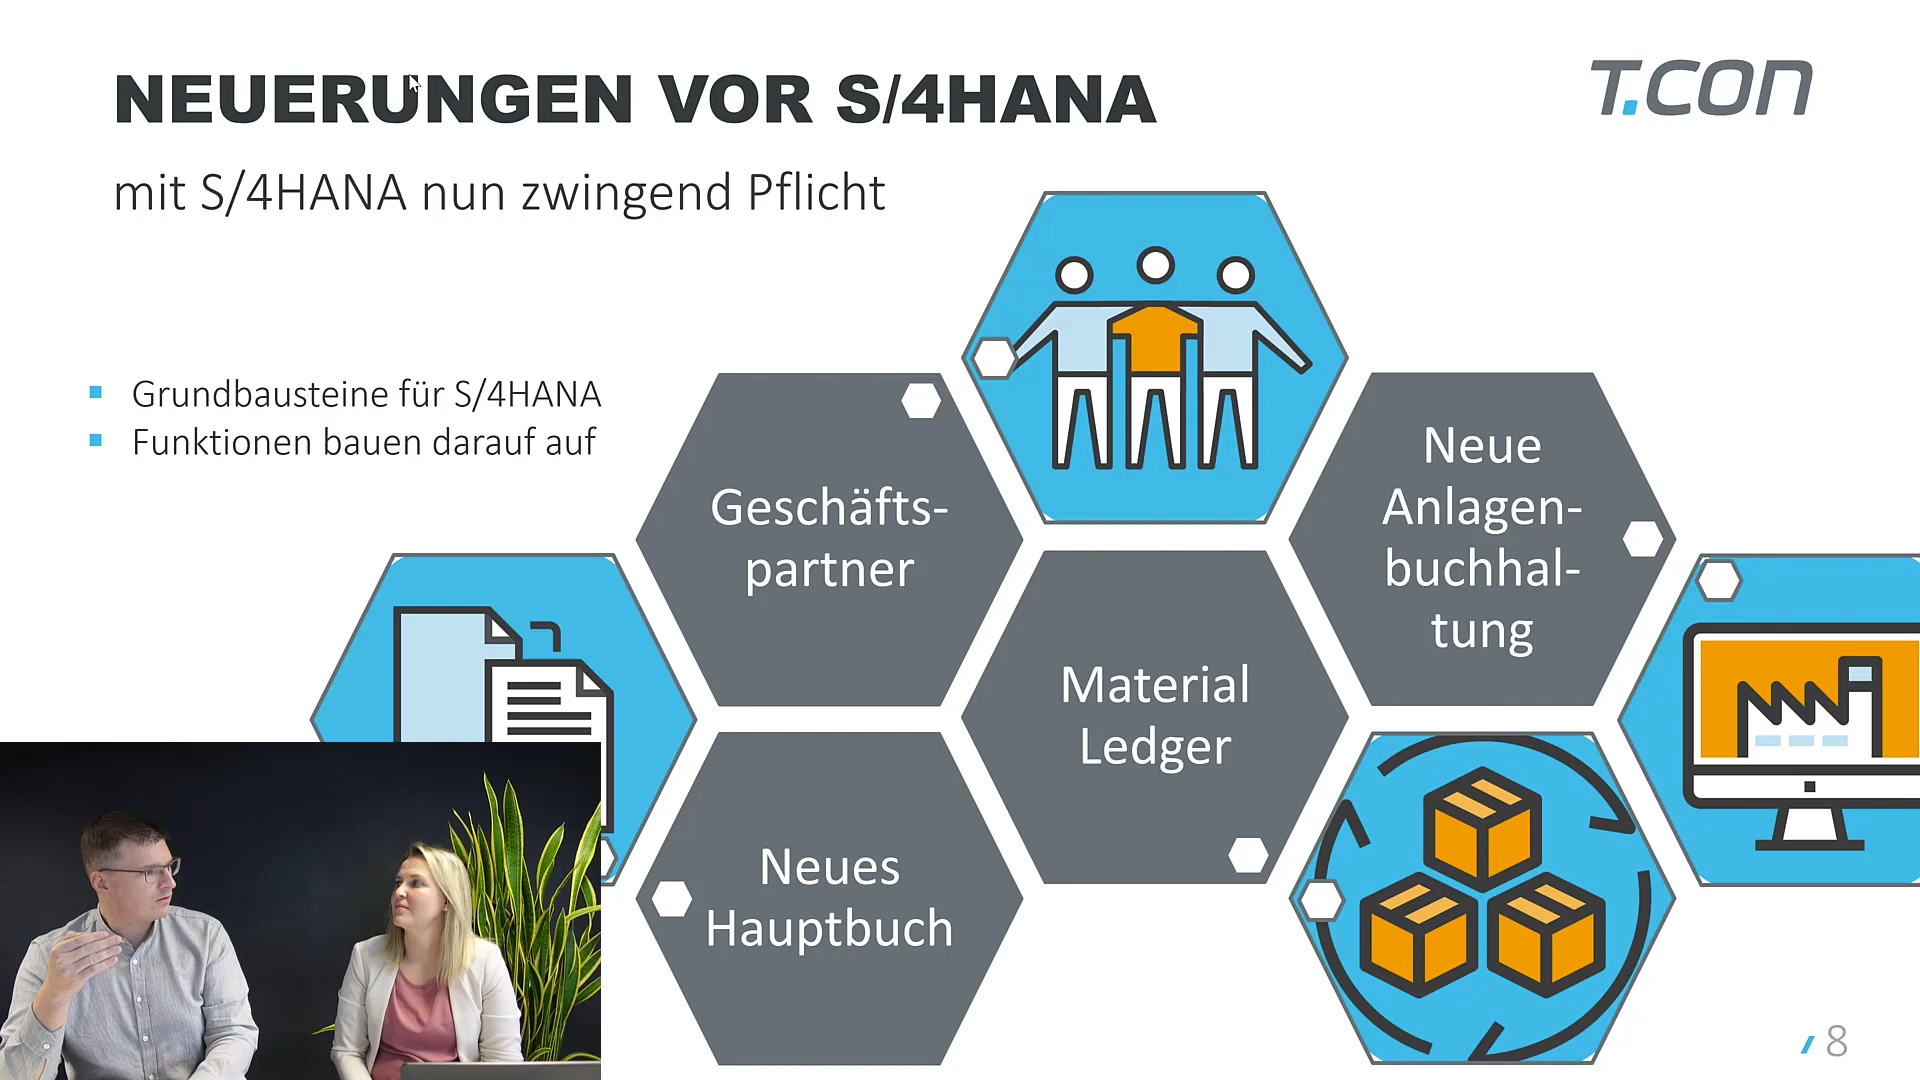 NEUERUNGEN VOR S/4HANA
T.CON
mit S/4HANA nun zwingend Pflicht
Grundbausteine für S/4HANA
Funktionen bauen darauf auf
Geschäfts-
partner
Neue
Anlagen-
buchhal-
tung
Material
Ledger
Neues
Hauptbuch
8